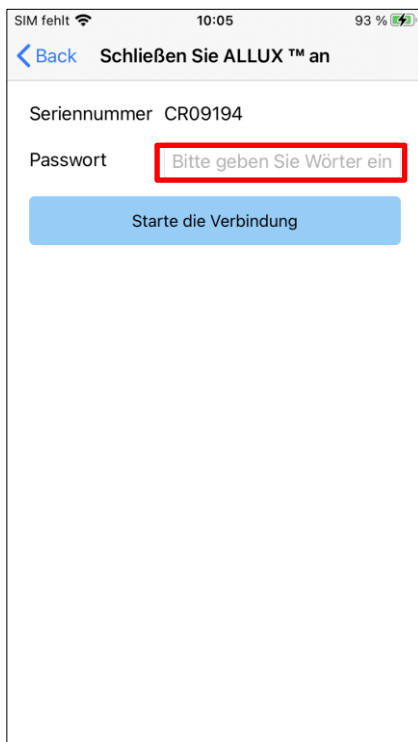 SIM fehlt 10:05 93 %
Back Schließen Sie ALLUX ™ an
Seriennummer CR09194
Passwort Bitte geben Sie Wörter ein
Starte die Verbindung